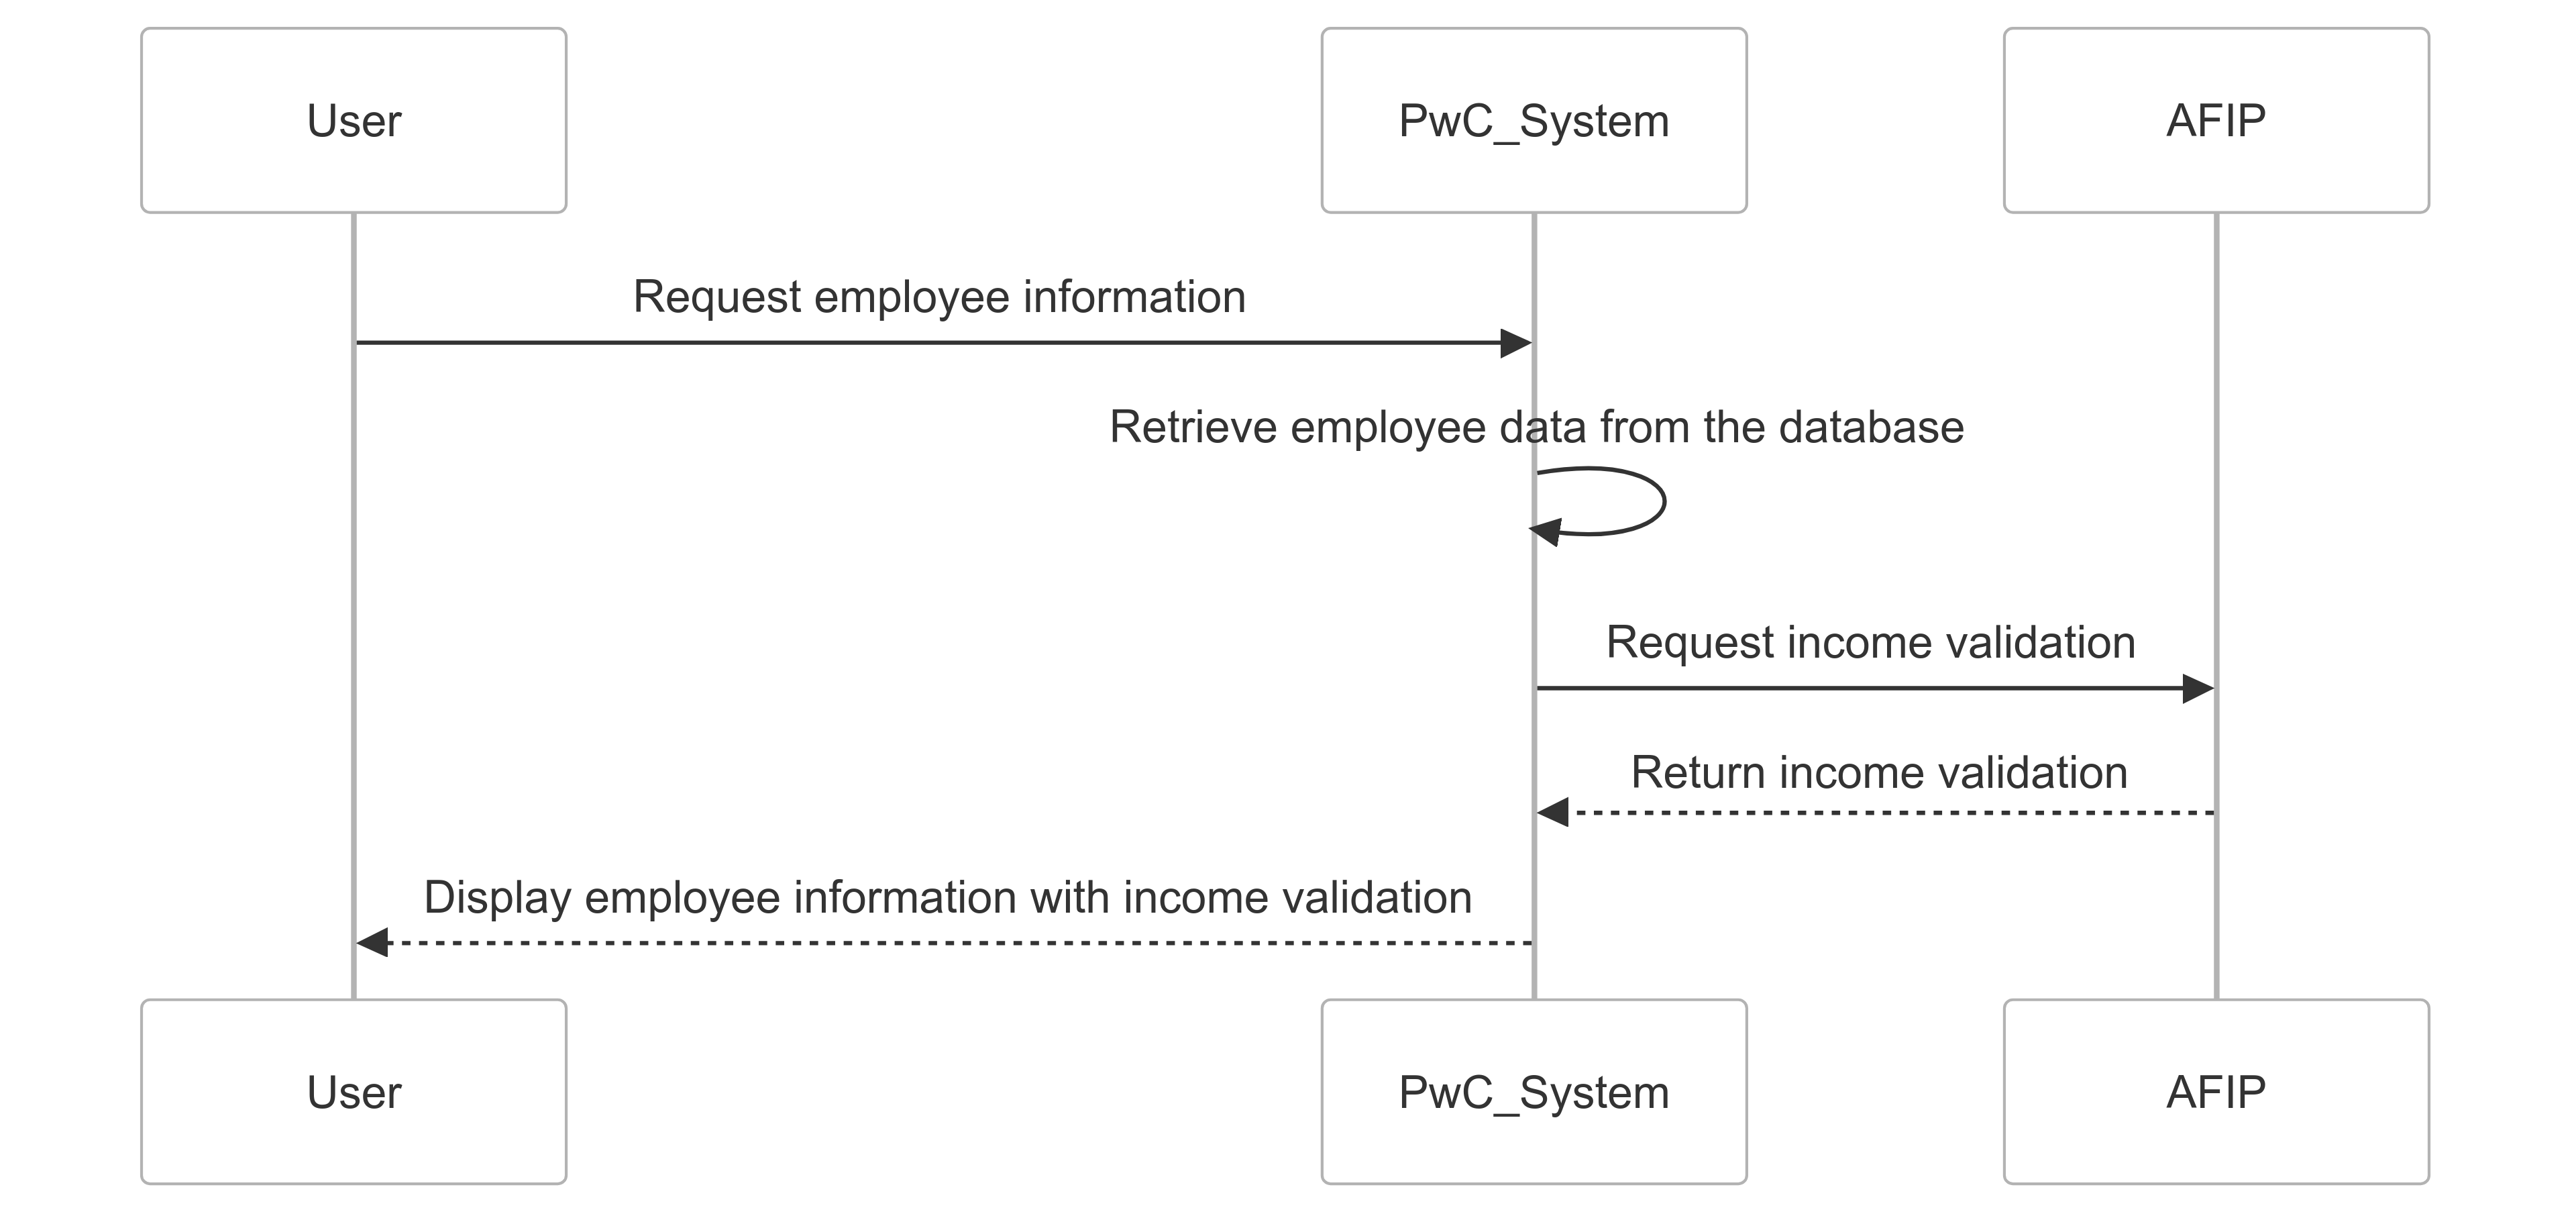 User
PwC_System
AFIP
Request employee information
Retrieve employee data from the database
Request income validation
Return income validation
Display employee information with income validation
User
PwC_System
AFIP